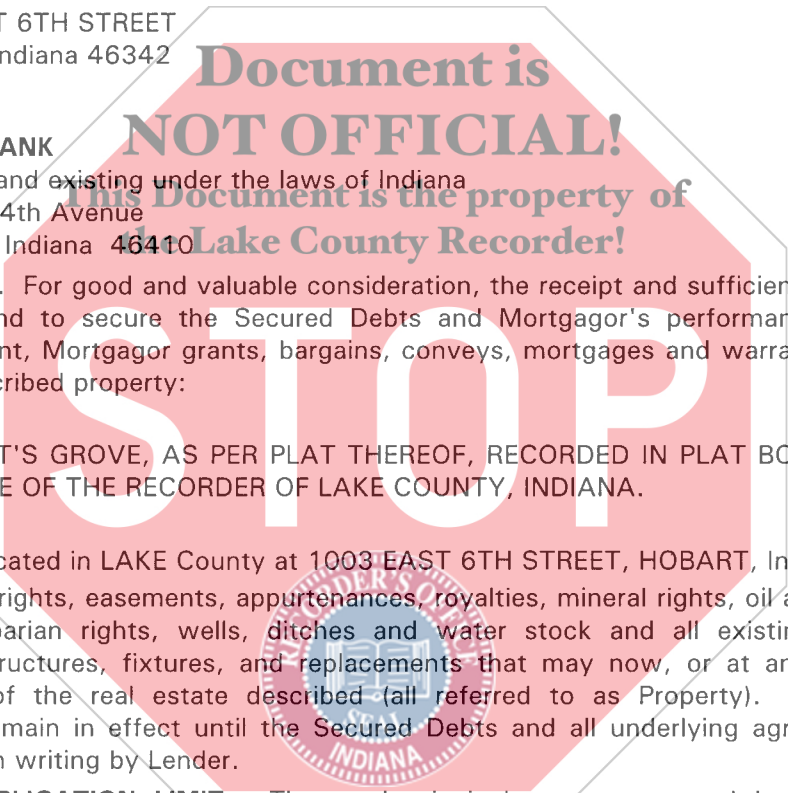 T 6TH STREET
ndiana 46342
Document is
NOT OFFICIAL!
ANK
and existing under the laws of Indiana
This Document is the property of
4th Avenue
Indiana 46410
the Lake County Recorder!
. For good and valuable consideration, the receipt and sufficien
nd to secure the Secured Debts and Mortgagor's performan
nt, Mortgagor grants, bargains, conveys, mortgages and warra
cribed property:
STOP
T'S GROVE, AS PER PLAT THEREOF, RECORDED IN PLAT BO
E OF THE RECORDER OF LAKE COUNTY, INDIANA.
cated in LAKE County at 1003 EAST 6TH STREET, HOBART, In
rights, easements, appurtenances, royalties, mineral rights, oil a
parian rights, wells, ditches and water stock and all existin
ructures, fixtures, and replacements that may now, or at an
of the real estate described (all referred to as Property).
main in effect until the Secured Debts and all underlying agr
n writing by Lender.
RECORDER'S OFFICE
SEAL
INDIANA